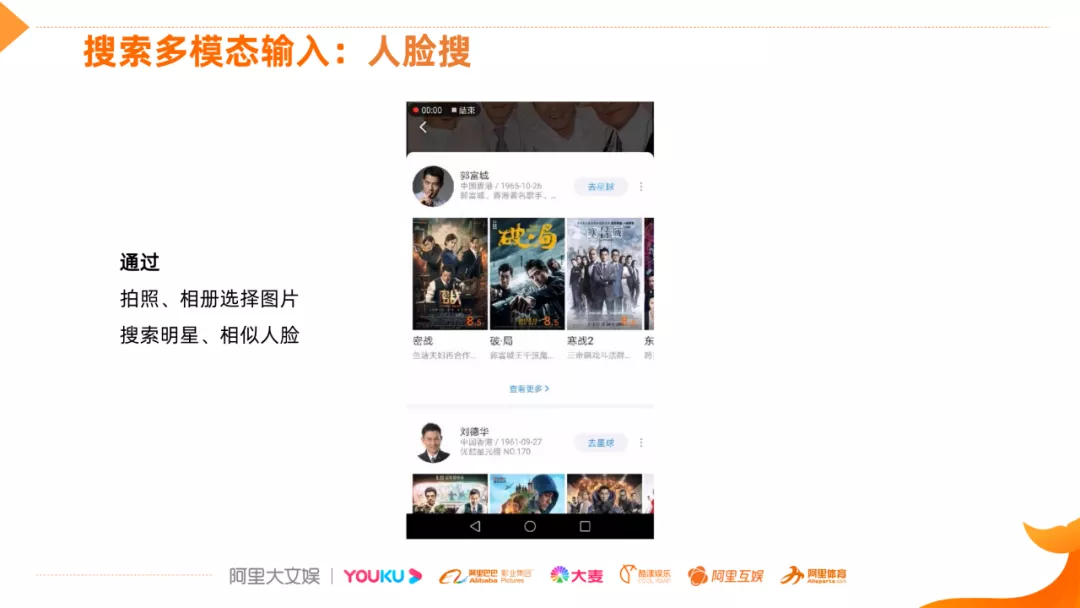 搜索多模态输入：人脸搜
通过
拍照、相册选择图片
搜索明星、相似人脸
00:00 结束
郭富城
中国香港 / 1965-10-26
郭富城，香港著名歌手、...
去星球
破·局
8.5
8.5
密战
破·局
寒战2
东
鱼迪夫妇再合作...
郭富城王千源魔...
三帝飙戏斗法群...
查看更多
刘德华
中国香港 / 1961-09-27
优酷星光榜 NO.170
去星球
阿里大文娱
YOUKU
阿里巴巴 影业集团
Alibaba Pictures
大麦
酷漾娱乐
阿里互娱
阿里体育